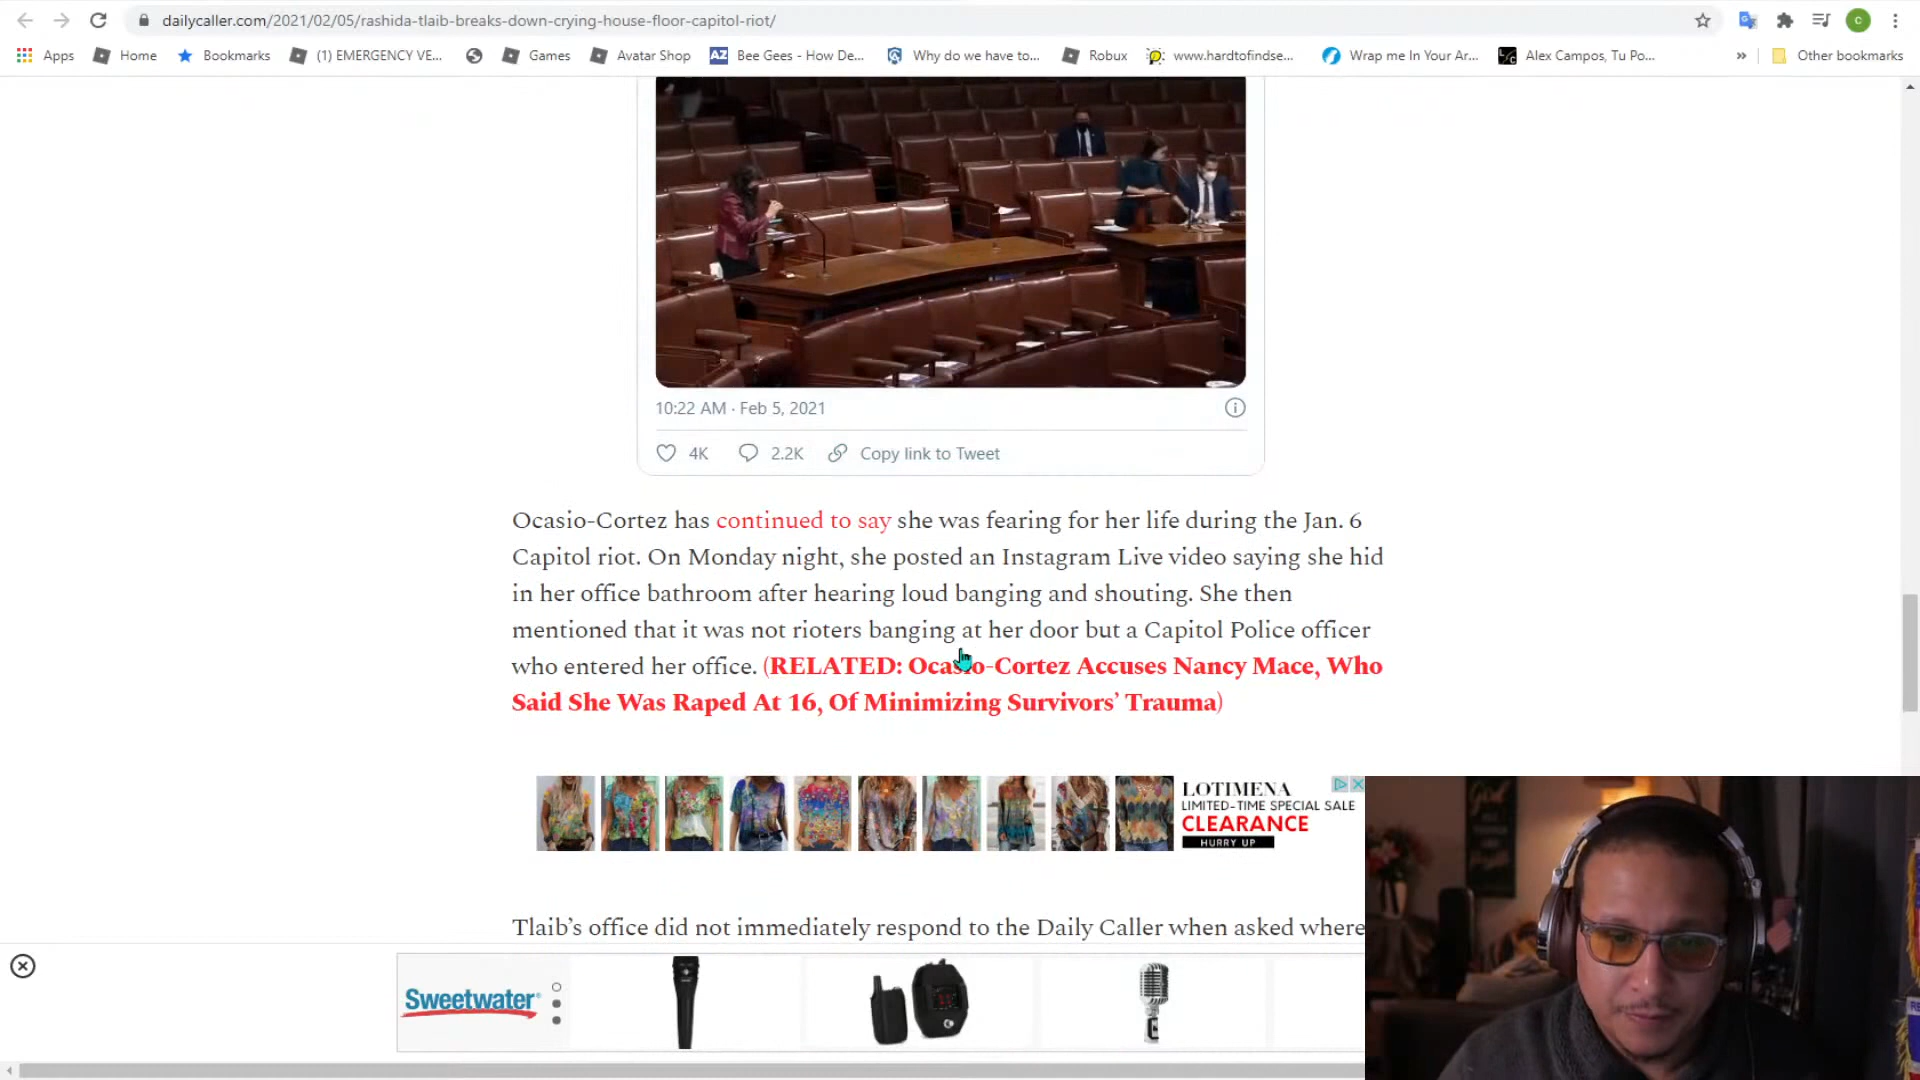 dailycaller.com/2021/02/05/rashida-tlaib-breaks-down-crying-house-floor-capitol-riot/
C
Apps Home Bookmarks (1) EMERGENCY VE... Games Avatar Shop AZ Bee Gees - How De... Why do we have to... Robux www.hardtofindse... Wrap me In Your Ar... L/C Alex Campos, Tu Po... » Other bookmarks
10:22 AM · Feb 5, 2021
4K 2.2K Copy link to Tweet
Ocasio-Cortez has continued to say she was fearing for her life during the Jan. 6
Capitol riot. On Monday night, she posted an Instagram Live video saying she hid
in her office bathroom after hearing loud banging and shouting. She then
mentioned that it was not rioters banging at her door but a Capitol Police officer
who entered her office. (RELATED: Ocasio-Cortez Accuses Nancy Mace, Who
Said She Was Raped At 16, Of Minimizing Survivors’ Trauma)
LOTIMENA
LIMITED-TIME SPECIAL SALE
CLEARANCE
HURRY UP
Tlaib’s office did not immediately respond to the Daily Caller when asked where
Sweetwater